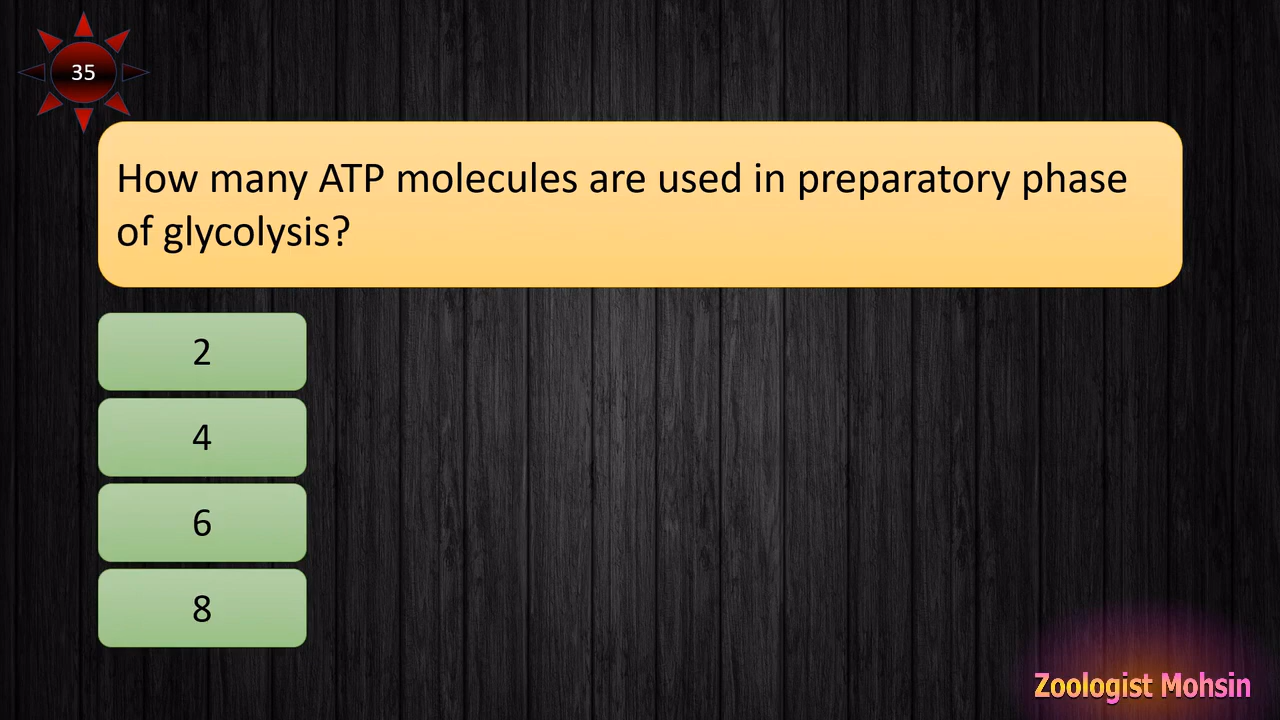 35
How many ATP molecules are used in preparatory phase
of glycolysis?
2
4
6
8
Zoologist Mohsin